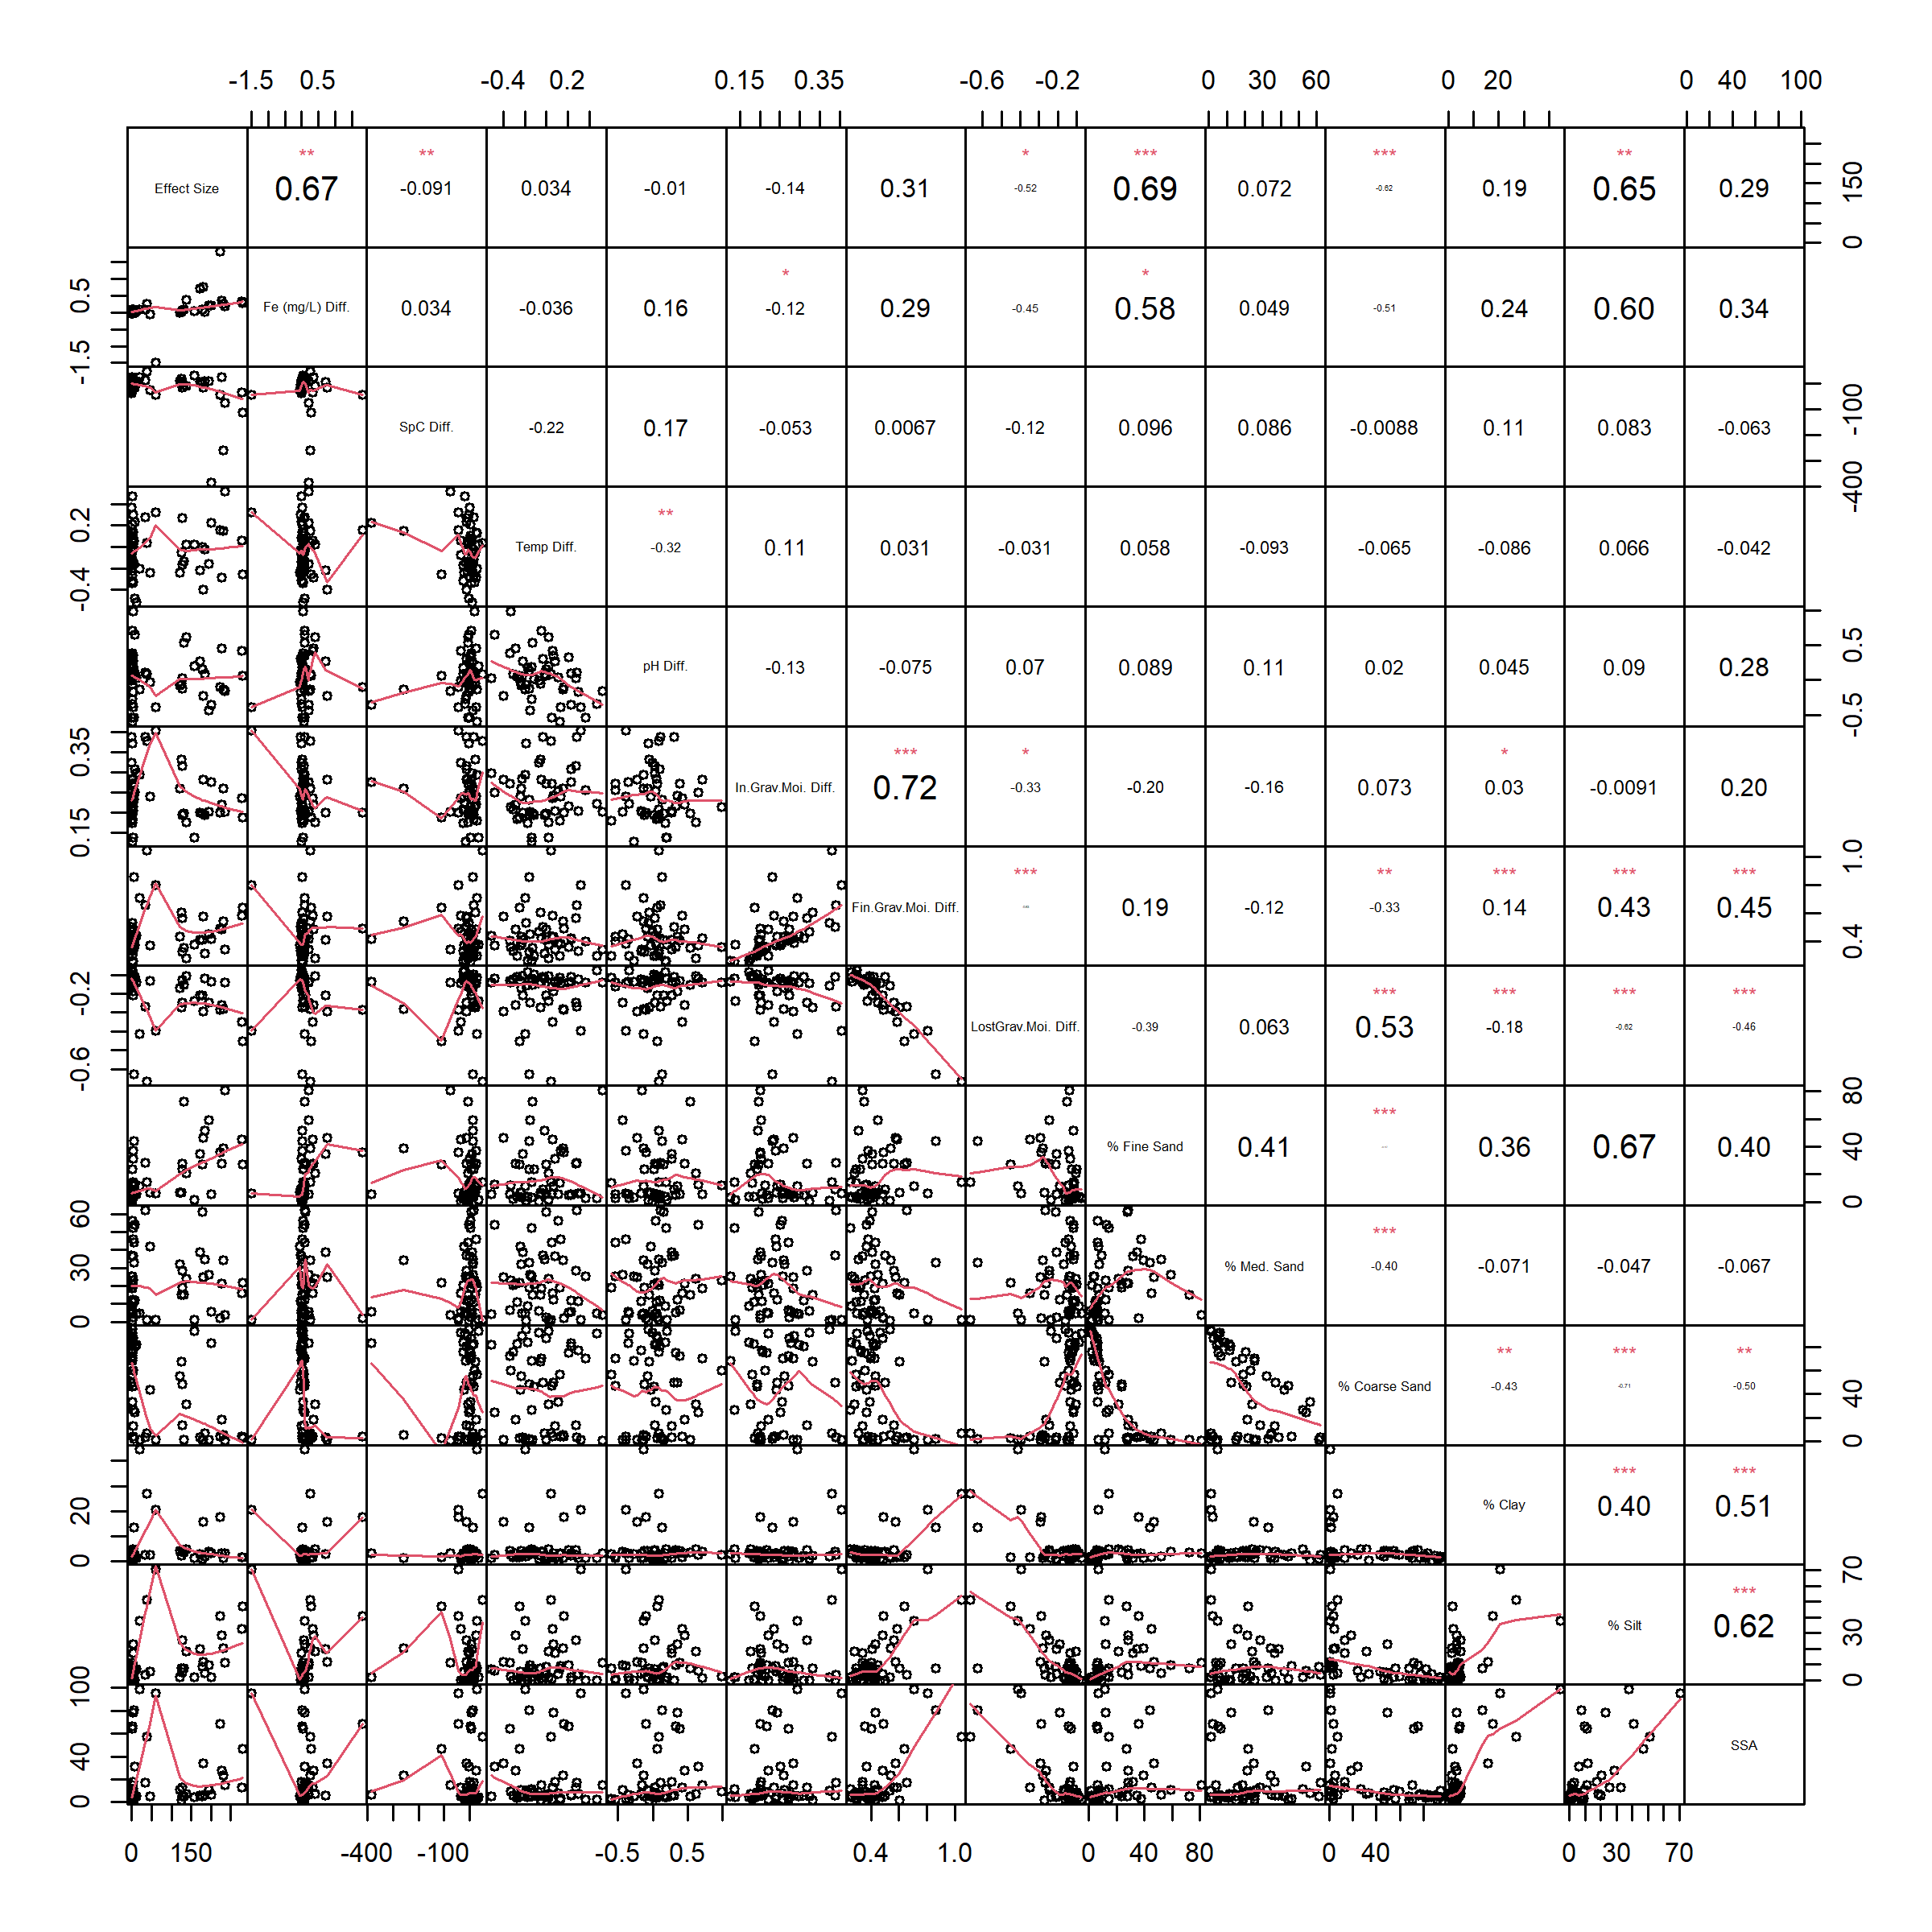 -1.5 0.5 -0.4 0.2 0.15 0.35 -0.6 -0.2 0 30 60 0 20 0 40 100
** ** * *** *** **
Effect Size 0.67 -0.091 0.034 -0.01 -0.14 0.31 -0.52 0.69 0.072 -0.62 0.19 0.65 0.29
0 150
* *
Fe (mg/L) Diff. 0.034 -0.036 0.16 -0.12 0.29 -0.45 0.58 0.049 -0.51 0.24 0.60 0.34
-1.5 0.5
SpC Diff. -0.22 0.17 -0.053 0.0067 -0.12 0.096 0.086 -0.0088 0.11 0.083 -0.063
-400 -100
**
Temp Diff. -0.32 0.11 0.031 -0.031 0.058 -0.093 -0.065 -0.086 0.066 -0.042
-0.4 0.2
pH Diff. -0.13 -0.075 0.07 0.089 0.11 0.02 0.045 0.09 0.28
-0.5 0.5
*** * *
In.Grav.Moi. Diff. 0.72 -0.33 -0.20 -0.16 0.073 0.03 -0.0091 0.20
0.15 0.35
*** ** *** *** ***
Fin.Grav.Moi. Diff. 0.19 -0.12 -0.33 0.14 0.43 0.45
0.4 1.0
*** *** *** ***
LostGrav.Moi. Diff. -0.39 0.063 0.53 -0.18 -0.62 -0.46
-0.6 -0.2
***
% Fine Sand 0.41 0.36 0.67 0.40
0 40 80
***
% Med. Sand -0.40 -0.071 -0.047 -0.067
0 30 60
** *** **
% Coarse Sand -0.43 -0.71 -0.50
0 40
*** ***
% Clay 0.40 0.51
0 20
***
% Silt 0.62
0 30 70
SSA
0 40 100
0 150 -400 -100 -0.5 0.5 0.4 1.0 0 40 80 0 40 0 30 70